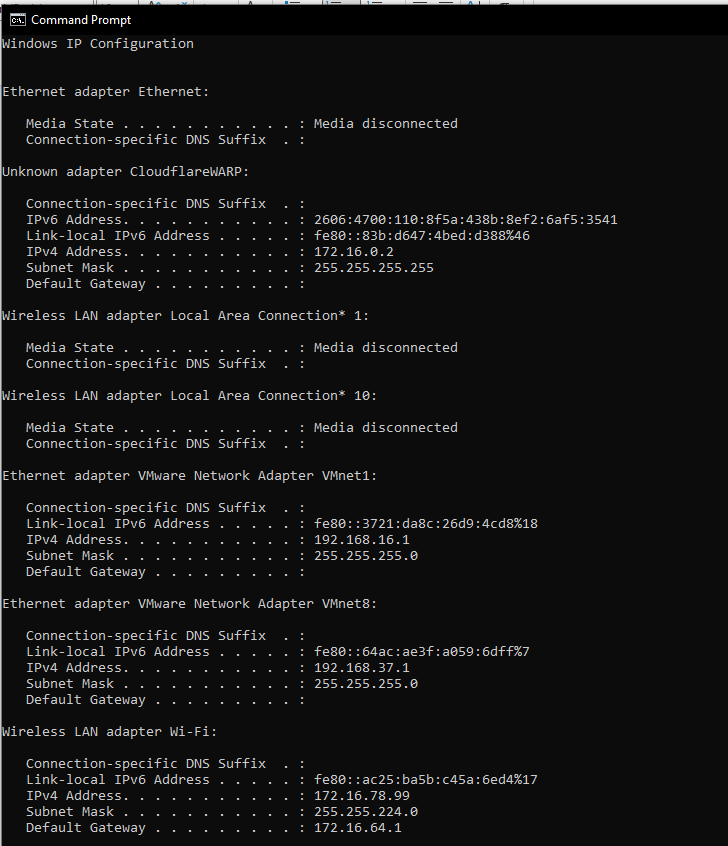 Command Prompt
Windows IP Configuration
Ethernet adapter Ethernet:
Media State . . . . . . . . . . . : Media disconnected
Connection-specific DNS Suffix  . :
Unknown adapter CloudflareWARP:
Connection-specific DNS Suffix  . :
IPv6 Address. . . . . . . . . . . : 2606:4700:110:8f5a:438b:8ef2:6af5:3541
Link-local IPv6 Address . . . . . : fe80::83b:d647:4bed:d388%46
IPv4 Address. . . . . . . . . . . : 172.16.0.2
Subnet Mask . . . . . . . . . . . : 255.255.255.255
Default Gateway . . . . . . . . . :
Wireless LAN adapter Local Area Connection* 1:
Media State . . . . . . . . . . . : Media disconnected
Connection-specific DNS Suffix  . :
Wireless LAN adapter Local Area Connection* 10:
Media State . . . . . . . . . . . : Media disconnected
Connection-specific DNS Suffix  . :
Ethernet adapter VMware Network Adapter VMnet1:
Connection-specific DNS Suffix  . :
Link-local IPv6 Address . . . . . : fe80::3721:da8c:26d9:4cd8%18
IPv4 Address. . . . . . . . . . . : 192.168.16.1
Subnet Mask . . . . . . . . . . . : 255.255.255.0
Default Gateway . . . . . . . . . :
Ethernet adapter VMware Network Adapter VMnet8:
Connection-specific DNS Suffix  . :
Link-local IPv6 Address . . . . . : fe80::64ac:ae3f:a059:6dff%7
IPv4 Address. . . . . . . . . . . : 192.168.37.1
Subnet Mask . . . . . . . . . . . : 255.255.255.0
Default Gateway . . . . . . . . . :
Wireless LAN adapter Wi-Fi:
Connection-specific DNS Suffix  . :
Link-local IPv6 Address . . . . . : fe80::ac25:ba5b:c45a:6ed4%17
IPv4 Address. . . . . . . . . . . : 172.16.78.99
Subnet Mask . . . . . . . . . . . : 255.255.224.0
Default Gateway . . . . . . . . . : 172.16.64.1